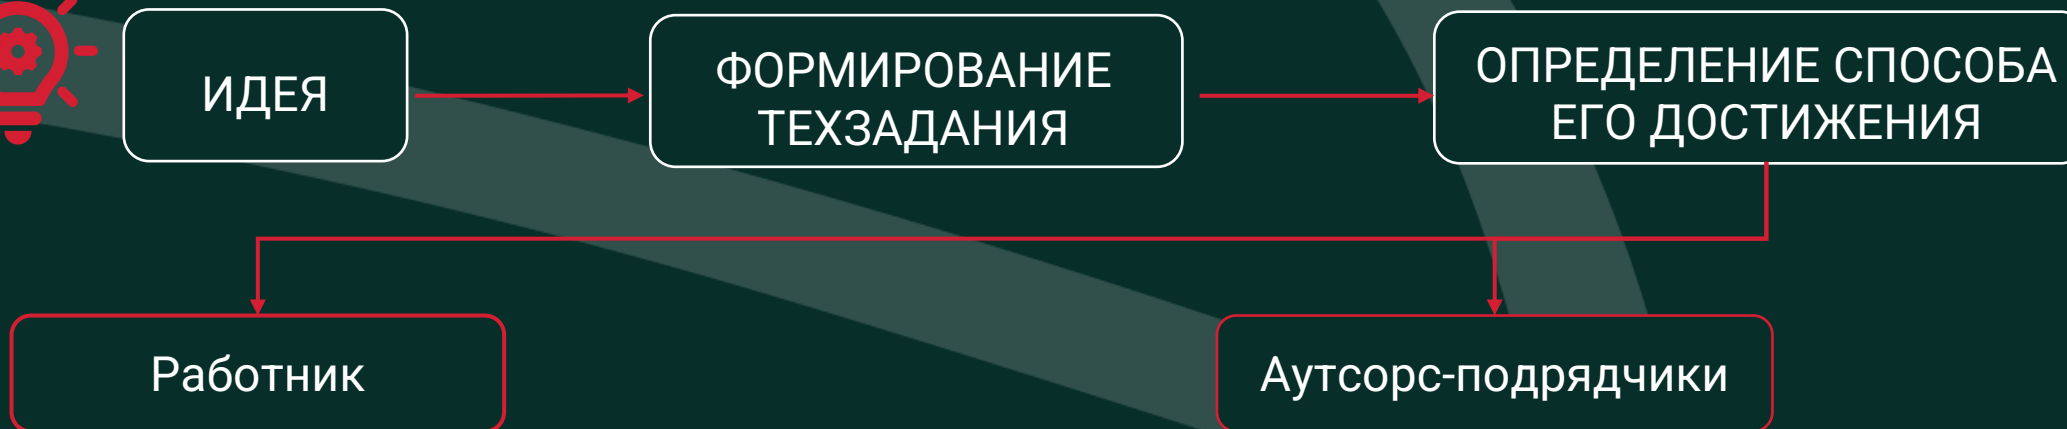 ИДЕЯ
ФОРМИРОВАНИЕ
ТЕХЗАДАНИЯ
ОПРЕДЕЛЕНИЕ СПОСОБА
ЕГО ДОСТИЖЕНИЯ
Работник
Аутсорс-подрядчики